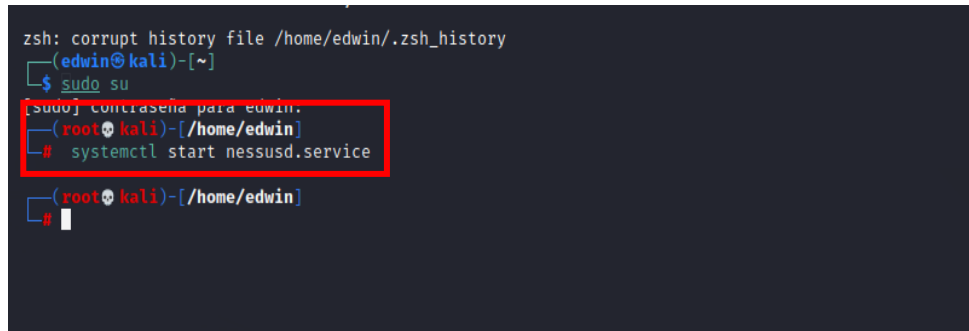 zsh: corrupt history file /home/edwin/.zsh_history
┌──(edwin㉿kali)-[~]
└─$ sudo su
[sudo] contraseña para edwin:
┌──(root💀kali)-[/home/edwin]
└─# systemctl start nessusd.service
┌──(root💀kali)-[/home/edwin]
└─#